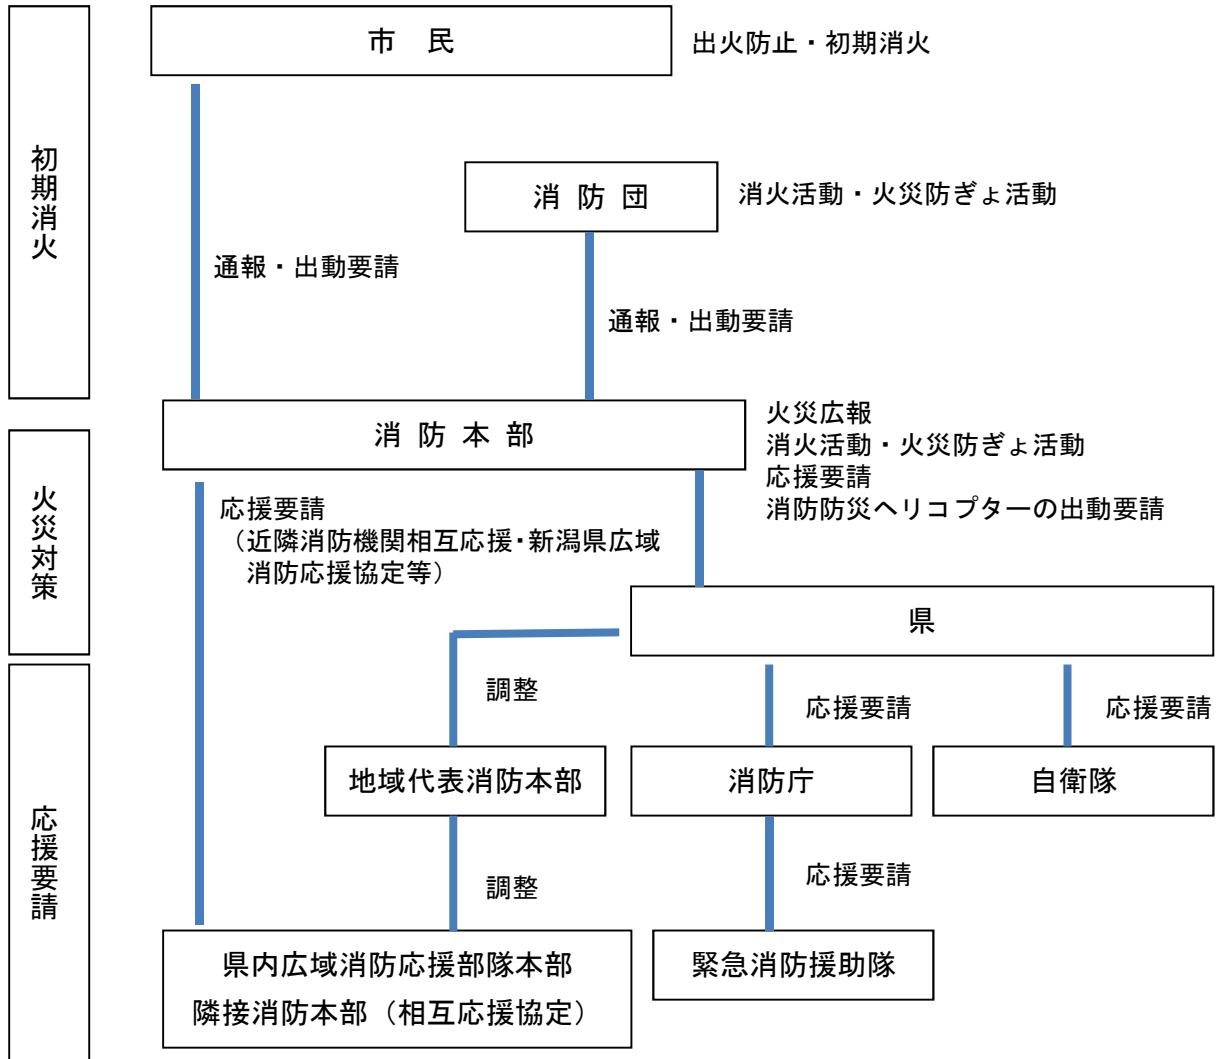 初期消火
市　民
出火防止・初期消火
消 防 団
消火活動・火災防ぎょ活動
通報・出動要請
通報・出動要請
火災対策
消 防 本 部
火災広報
消火活動・火災防ぎょ活動
応援要請
消防防災ヘリコプターの出動要請
応援要請
（近隣消防機関相互応援・新潟県広域
消防応援協定等）
県
応援要請
調整
応援要請
応援要請
地域代表消防本部
消防庁
自衛隊
調整
応援要請
県内広域消防応援部隊本部
隣接消防本部（相互応援協定）
緊急消防援助隊